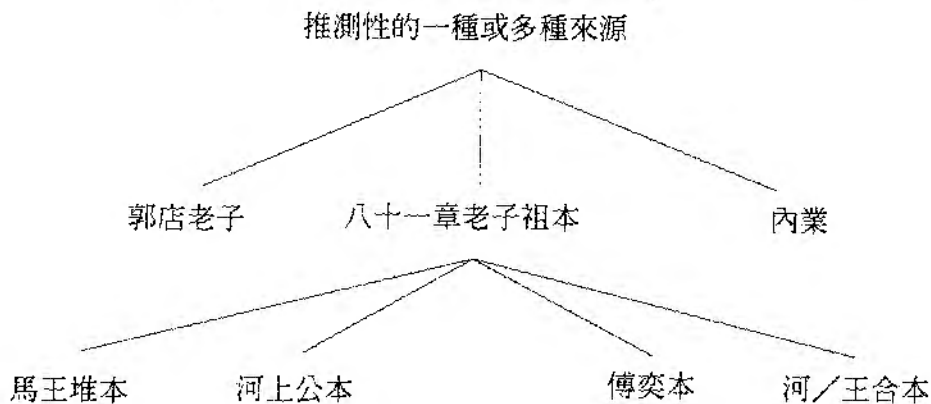 推測性的一種或多種來源
郭店老子 八十一章老子祖本 內業
馬王堆本 河上公本 傅奕本 河／王合本